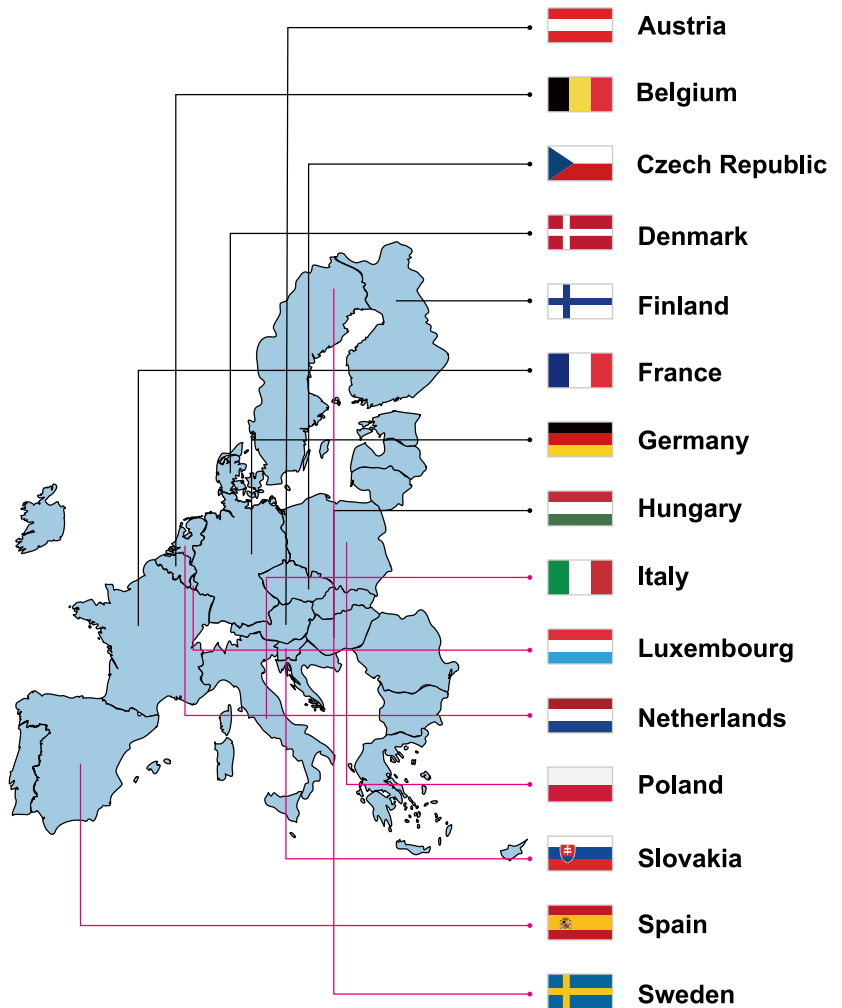 Austria
Belgium
Czech Republic
Denmark
Finland
France
Germany
Hungary
Italy
Luxembourg
Netherlands
Poland
Slovakia
Spain
Sweden